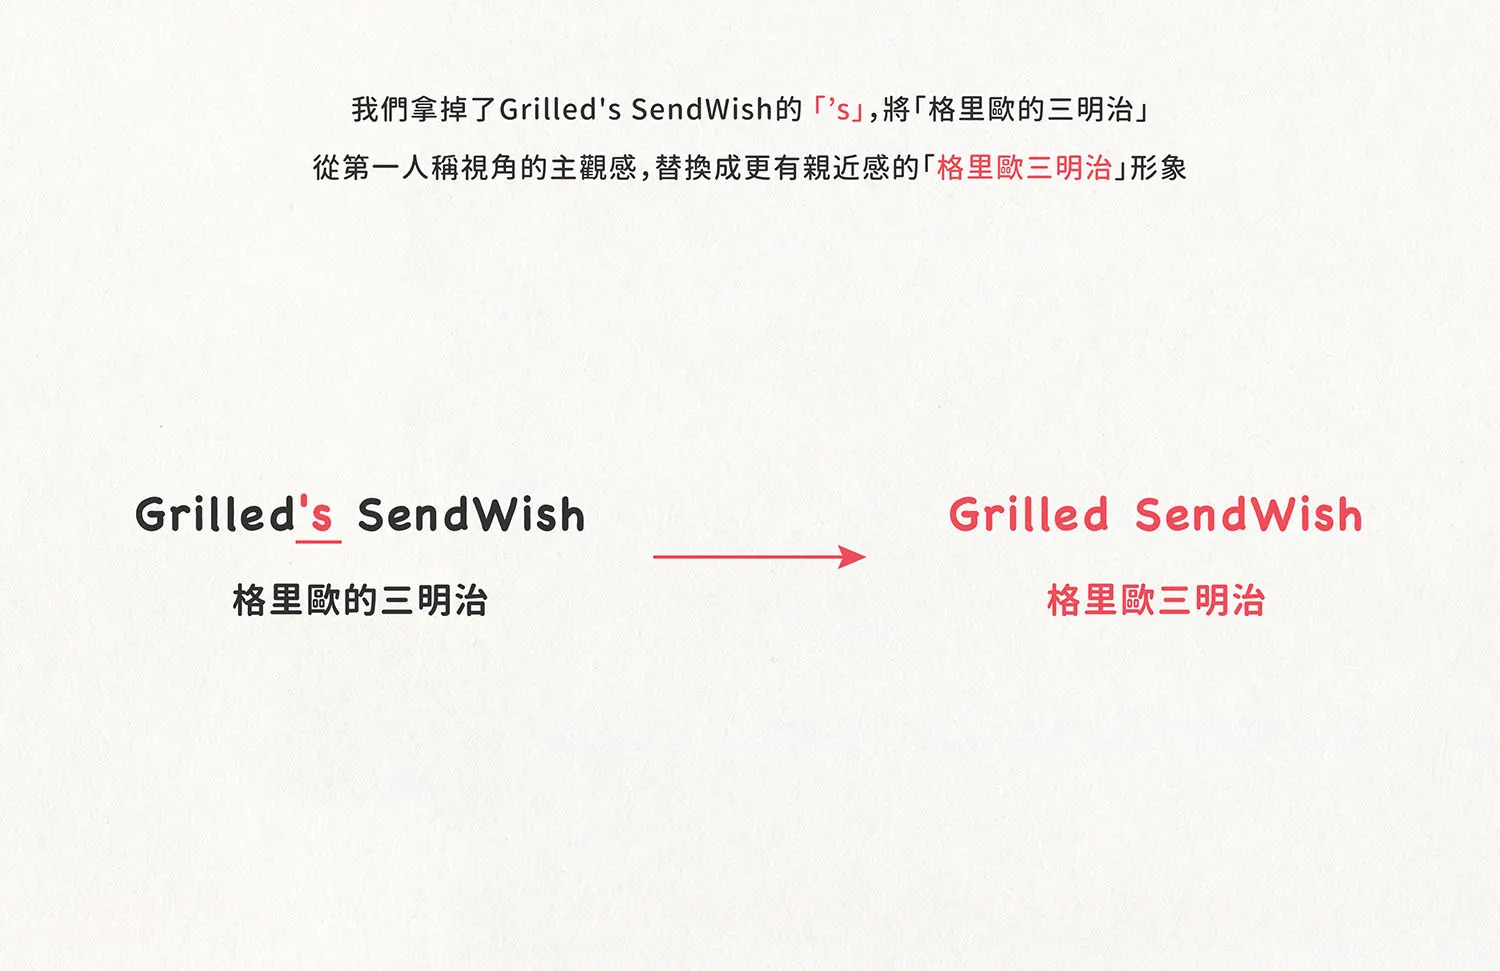 我們拿掉了Grilled's SendWish的「’s」,將「格里歐的三明治」
從第一人稱視角的主觀感,替換成更有親近感的「格里歐三明治」形象
Grilled's SendWish
格里歐的三明治
Grilled SendWish
格里歐三明治